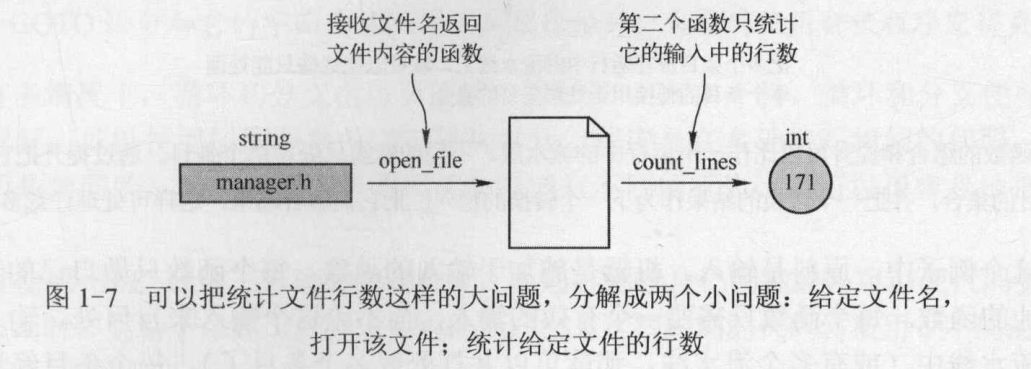 接收文件名返回
文件内容的函数
第二个函数只统计
它的输入中的行数
string
manager.h
open_file
count_lines
int
171
图 1-7 可以把统计文件行数这样的大问题，分解成两个小问题：给定文件名，
打开该文件；统计给定文件的行数